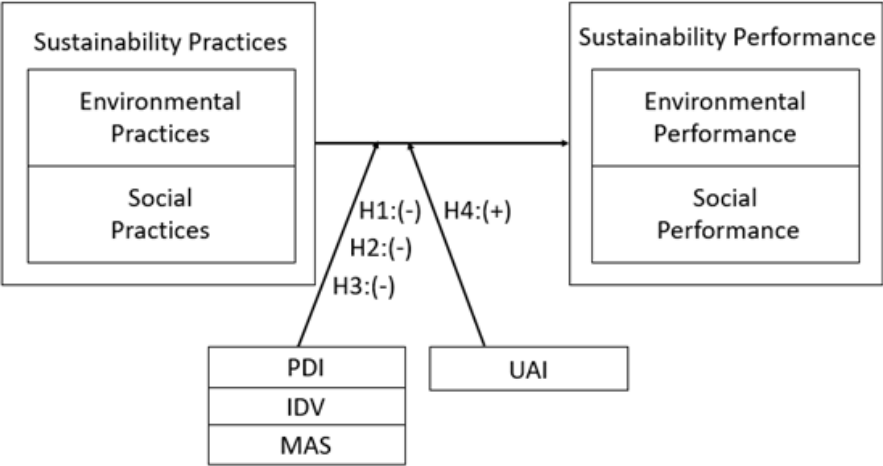 Sustainability Practices
Environmental
Practices
Social
Practices
Sustainability Performance
Environmental
Performance
Social
Performance
H1:(-)
H2:(-)
H3:(-)
H4:(+)
PDI
IDV
MAS
UAI